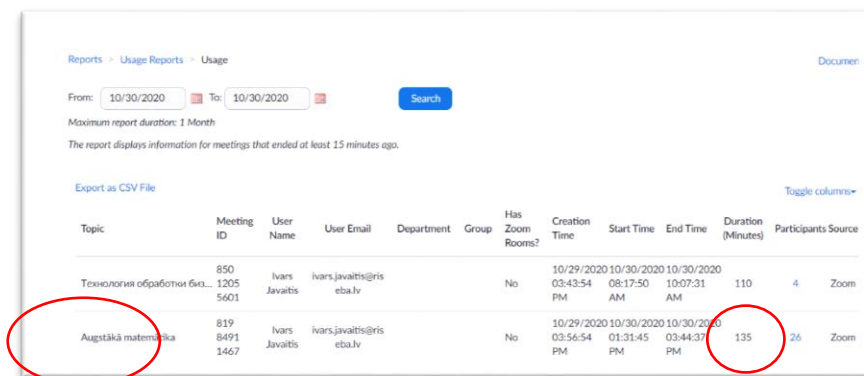 Reports > Usage Reports > Usage
Documen
From: 10/30/2020 To: 10/30/2020 Search
Maximum report duration: 1 Month
The report displays information for meetings that ended at least 15 minutes ago.
Export as CSV File
Toggle columns
Topic Meeting ID User Name User Email Department Group Has Zoom Rooms? Creation Time Start Time End Time Duration (Minutes) Participants Source
Технология обработки биз... 850 1205 5601 Ivars Javaitis ivars.javaitis@riseba.lv No 10/29/2020 03:43:54 PM 10/30/2020 08:17:50 AM 10/30/2020 10:07:31 AM 110 4 Zoom
Augstākā matemātika 819 8491 1467 Ivars Javaitis ivars.javaitis@riseba.lv No 10/29/2020 03:56:54 PM 10/30/2020 01:31:45 PM 10/30/2020 03:44:37 PM 135 26 Zoom